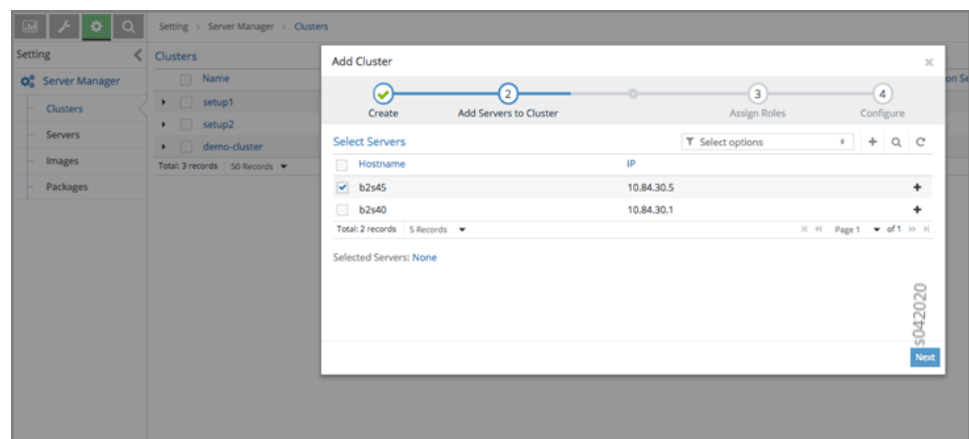 Setting > Server Manager > Clusters
Setting
Server Manager
Clusters
Servers
Images
Packages
Clusters
Name
setup1
setup2
demo-cluster
Total: 3 records 50 Records
on Se
Add Cluster
2 3 4
Create Add Servers to Cluster Assign Roles Configure
Select Servers
Select options
Hostname IP
b2s45 10.84.30.5
b2s40 10.84.30.1
Total: 2 records 5 Records
Page 1 of 1
Selected Servers: None
s042020
Next